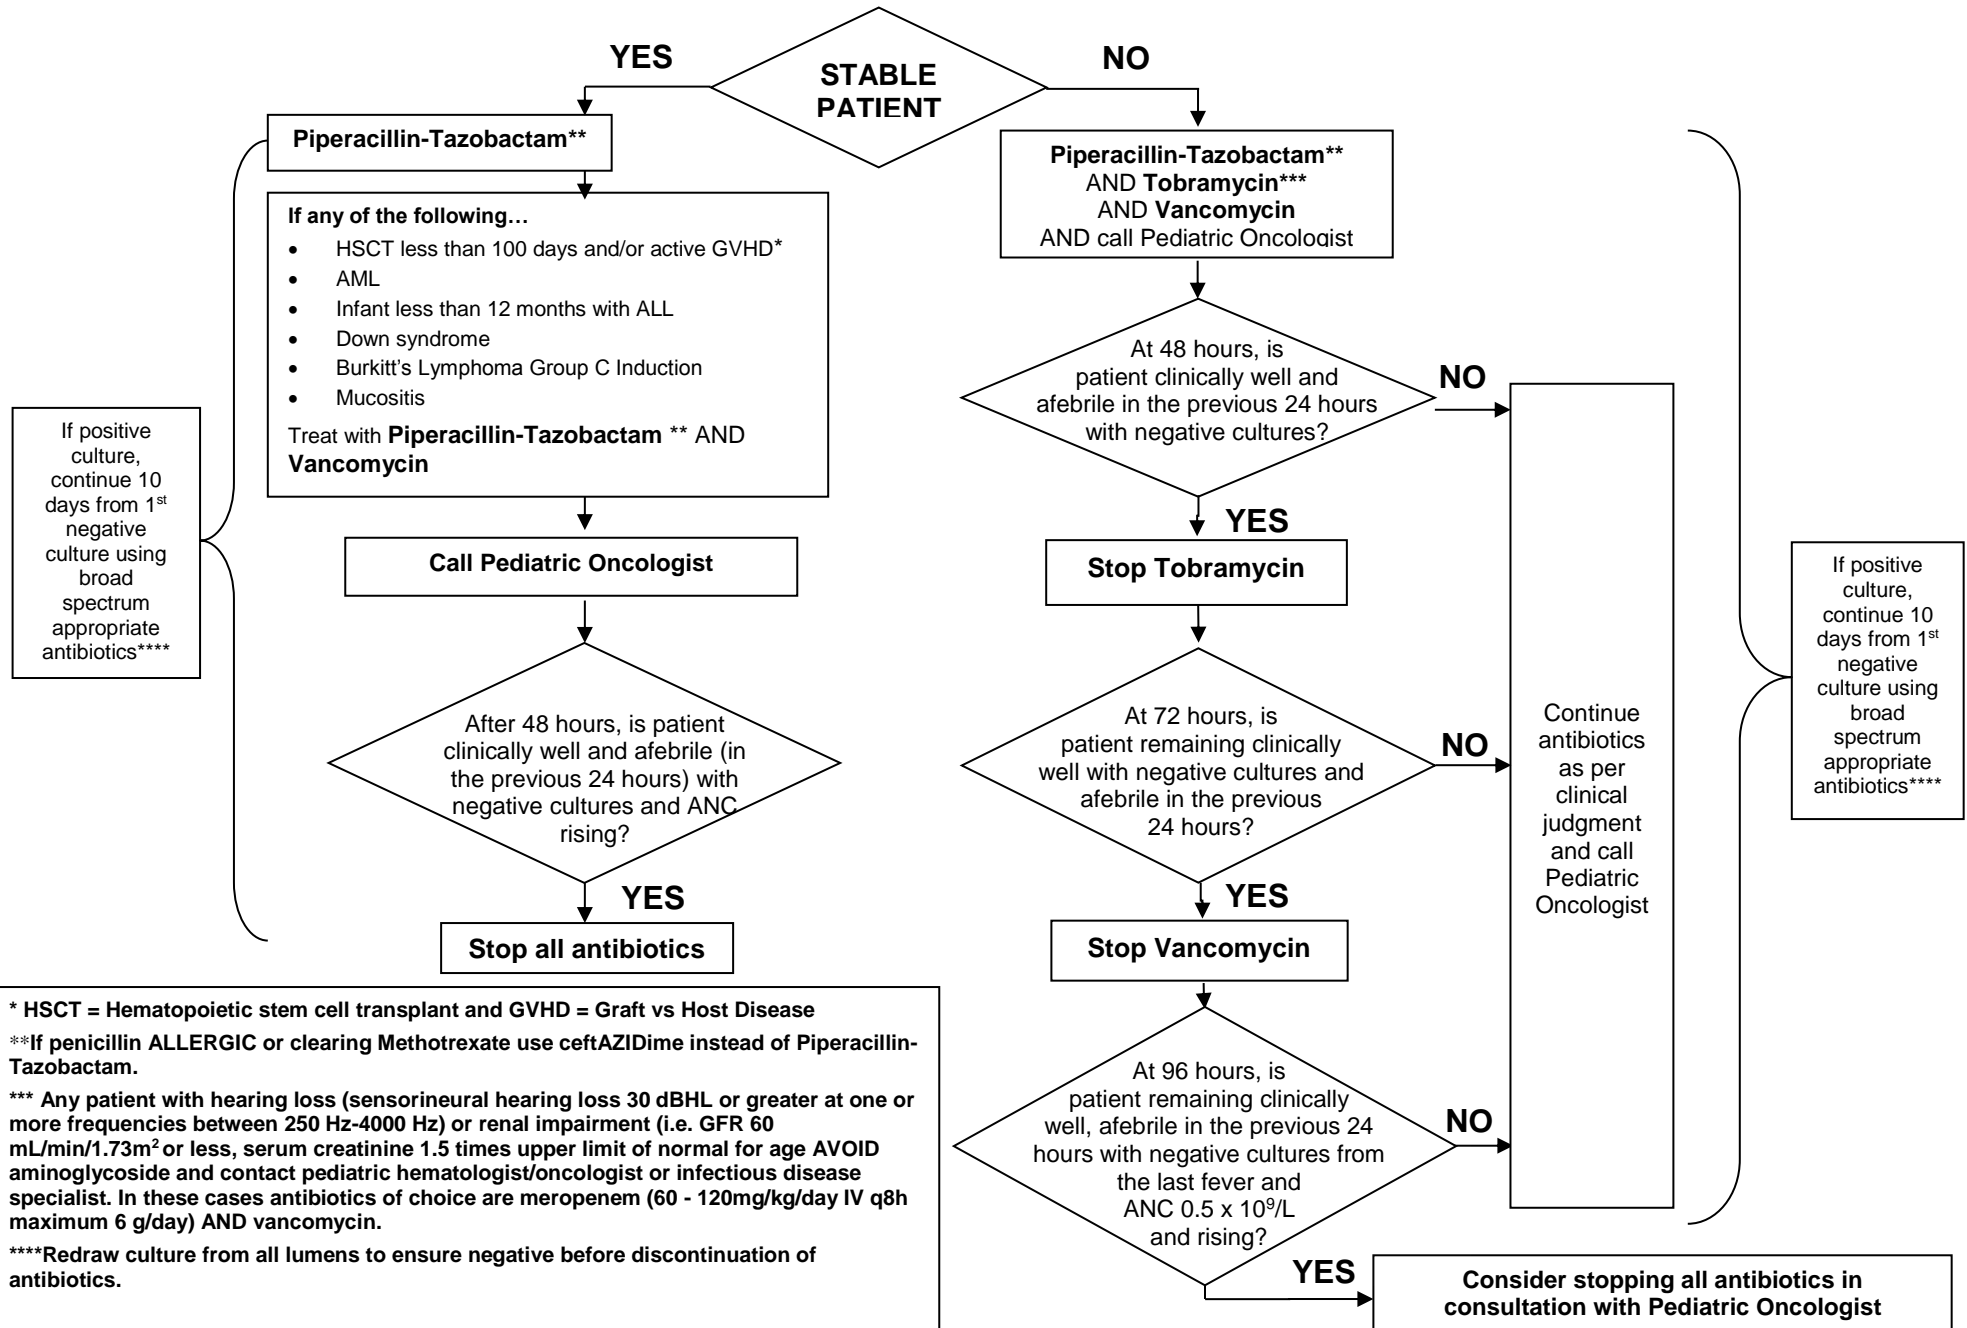 YES
NO
STABLE
PATIENT
Piperacillin-Tazobactam**
If any of the following…
• HSCT less than 100 days and/or active GVHD*
• AML
• Infant less than 12 months with ALL
• Down syndrome
• Burkitt's Lymphoma Group C Induction
• Mucositis
Treat with Piperacillin-Tazobactam ** AND
Vancomycin
If positive
culture,
continue 10
days from 1st
negative
culture using
broad
spectrum
appropriate
antibiotics****
Call Pediatric Oncologist
After 48 hours, is patient
clinically well and afebrile (in
the previous 24 hours) with
negative cultures and ANC
rising?
YES
Stop all antibiotics
Piperacillin-Tazobactam**
AND Tobramycin***
AND Vancomycin
AND call Pediatric Oncologist
At 48 hours, is
patient clinically well and
afebrile in the previous 24 hours
with negative cultures?
NO
YES
Stop Tobramycin
At 72 hours, is
patient remaining clinically
well with negative cultures and
afebrile in the previous
24 hours?
NO
YES
Stop Vancomycin
At 96 hours, is
patient remaining clinically
well, afebrile in the previous 24
hours with negative cultures from
the last fever and
ANC 0.5 x 10⁹/L
and rising?
NO
YES
Consider stopping all antibiotics in
consultation with Pediatric Oncologist
Continue
antibiotics
as per
clinical
judgment
and call
Pediatric
Oncologist
If positive
culture,
continue 10
days from 1st
negative
culture using
broad
spectrum
appropriate
antibiotics****
* HSCT = Hematopoietic stem cell transplant and GVHD = Graft vs Host Disease
**If penicillin ALLERGIC or clearing Methotrexate use ceftAZIDime instead of Piperacillin-
Tazobactam.
*** Any patient with hearing loss (sensorineural hearing loss 30 dBHL or greater at one or
more frequencies between 250 Hz-4000 Hz) or renal impairment (i.e. GFR 60
mL/min/1.73m² or less, serum creatinine 1.5 times upper limit of normal for age AVOID
aminoglycoside and contact pediatric hematologist/oncologist or infectious disease
specialist. In these cases antibiotics of choice are meropenem (60 - 120mg/kg/day IV q8h
maximum 6 g/day) AND vancomycin.
****Redraw culture from all lumens to ensure negative before discontinuation of
antibiotics.